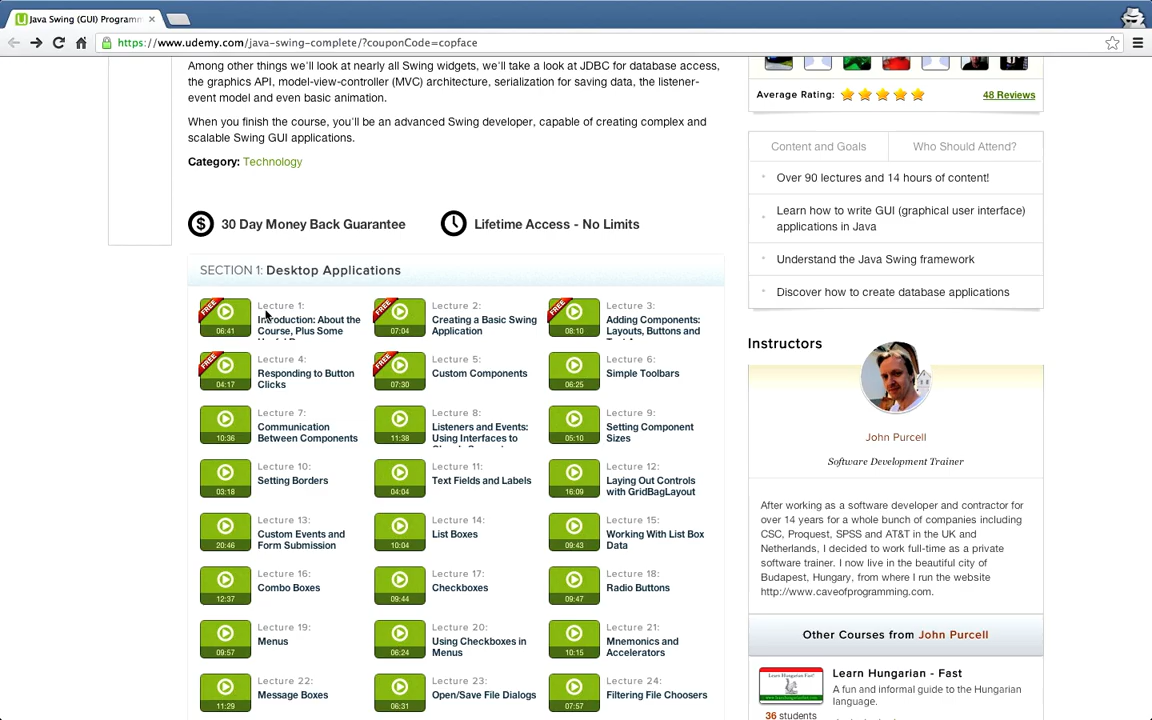 Java Swing (GUI) Programm
https://www.udemy.com/java-swing-complete/?couponCode=copface
Among other things we'll look at nearly all Swing widgets, we'll take a look at JDBC for database access,
the graphics API, model-view-controller (MVC) architecture, serialization for saving data, the listener-
event model and even basic animation.
When you finish the course, you'll be an advanced Swing developer, capable of creating complex and
scalable Swing GUI applications.
Category: Technology
30 Day Money Back Guarantee
Lifetime Access - No Limits
SECTION 1: Desktop Applications
FREE
06:41
Lecture 1:
Introduction: About the
Course, Plus Some
FREE
07:04
Lecture 2:
Creating a Basic Swing
Application
FREE
08:10
Lecture 3:
Adding Components:
Layouts, Buttons and
FREE
04:17
Lecture 4:
Responding to Button
Clicks
FREE
07:30
Lecture 5:
Custom Components
06:25
Lecture 6:
Simple Toolbars
10:36
Lecture 7:
Communication
Between Components
11:38
Lecture 8:
Listeners and Events:
Using Interfaces to
05:10
Lecture 9:
Setting Component
Sizes
03:18
Lecture 10:
Setting Borders
04:04
Lecture 11:
Text Fields and Labels
16:09
Lecture 12:
Laying Out Controls
with GridBagLayout
20:46
Lecture 13:
Custom Events and
Form Submission
10:04
Lecture 14:
List Boxes
09:43
Lecture 15:
Working With List Box
Data
12:37
Lecture 16:
Combo Boxes
09:44
Lecture 17:
Checkboxes
09:47
Lecture 18:
Radio Buttons
09:57
Lecture 19:
Menus
06:24
Lecture 20:
Using Checkboxes in
Menus
10:15
Lecture 21:
Mnemonics and
Accelerators
11:29
Lecture 22:
Message Boxes
06:31
Lecture 23:
Open/Save File Dialogs
07:57
Lecture 24:
Filtering File Choosers
Average Rating:
48 Reviews
Content and Goals
Who Should Attend?
Over 90 lectures and 14 hours of content!
Learn how to write GUI (graphical user interface)
applications in Java
Understand the Java Swing framework
Discover how to create database applications
Instructors
John Purcell
Software Development Trainer
After working as a software developer and contractor for
over 14 years for a whole bunch of companies including
CSC, Proquest, SPSS and AT&T in the UK and
Netherlands, I decided to work full-time as a private
software trainer. I now live in the beautiful city of
Budapest, Hungary, from where I run the website
http://www.caveofprogramming.com.
Other Courses from John Purcell
Learn Hungarian - Fast
A fun and informal guide to the Hungarian
language.
36 students